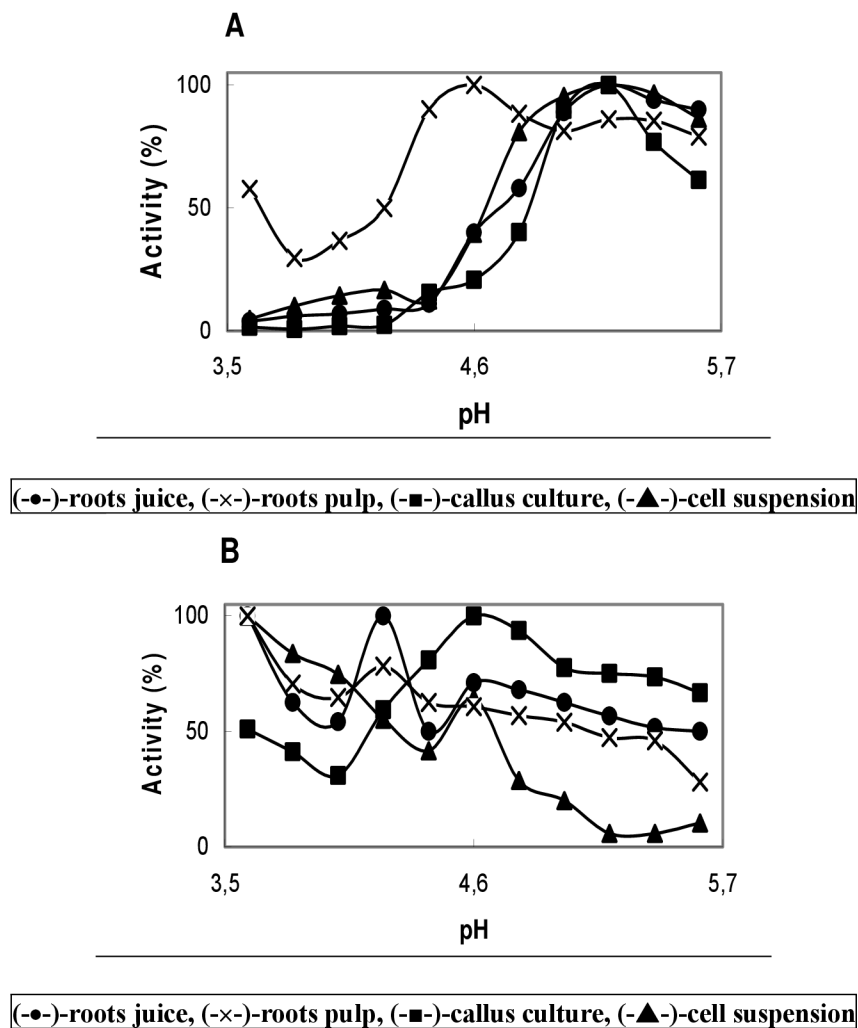 A
Activity (%)
100
50
0
3,5 4,6 5,7
pH
(-●-)-roots juice, (-×-)-roots pulp, (-■-)-callus culture, (-▲-)-cell suspension
B
Activity (%)
100
50
0
3,5 4,6 5,7
pH
(-●-)-roots juice, (-×-)-roots pulp, (-■-)-callus culture, (-▲-)-cell suspension